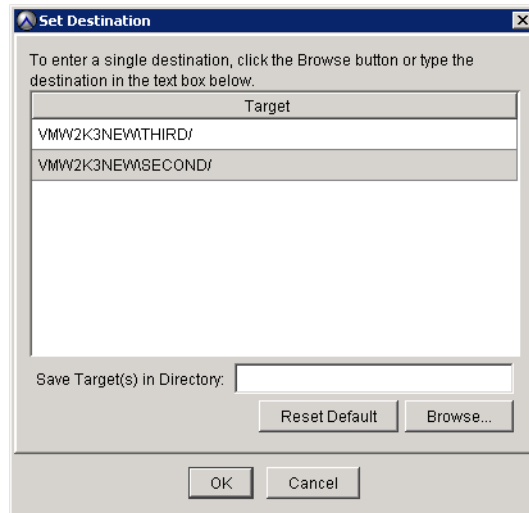 Set Destination
To enter a single destination, click the Browse button or type the
destination in the text box below.
Target
VMW2K3NEW\THIRD/
VMW2K3NEW\SECOND/
Save Target(s) in Directory:
Reset Default
Browse...
OK
Cancel